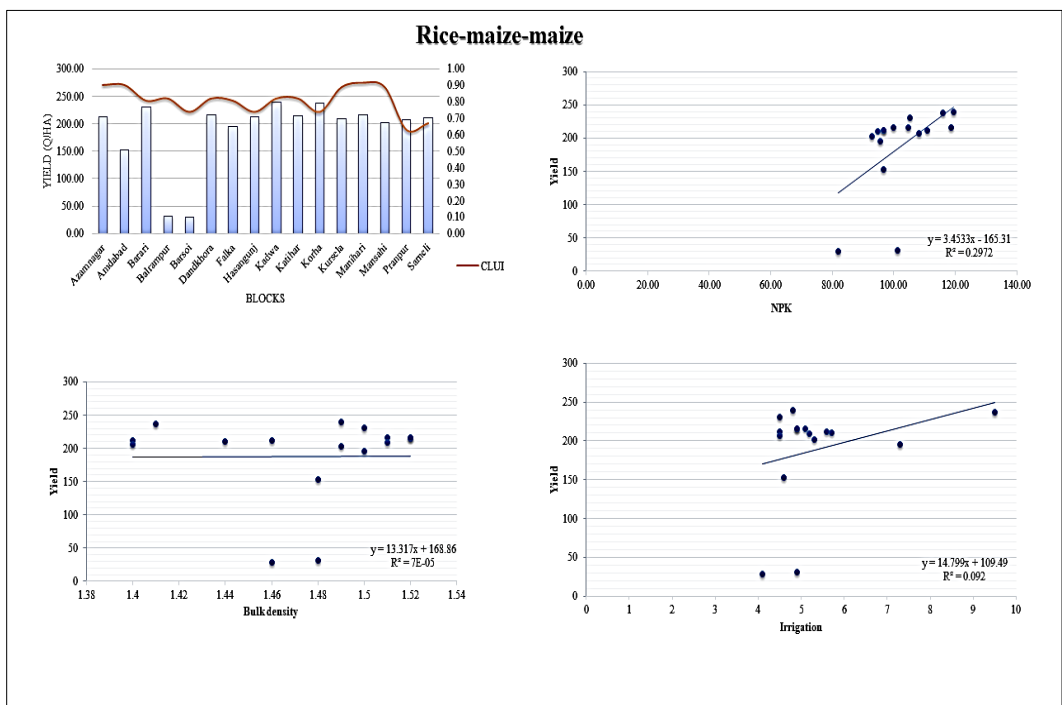 Rice-maize-maize
YIELD (Q/HA)
300.00
250.00
200.00
150.00
100.00
50.00
0.00
1.00
0.90
0.80
0.70
0.60
0.50
0.40
0.30
0.20
0.10
0.00
Azamnagar
Amdabad
Barari
Balrampur
Barsoi
Dandkhora
Falka
Hasangunj
Kadwa
Katihar
Korha
Kursela
Manihari
Mansahi
Pranpur
Sameli
BLOCKS
CLUI
Yield
300
250
200
150
100
50
0
y = 3.4533x - 165.31
R² = 0.2972
0.00 20.00 40.00 60.00 80.00 100.00 120.00 140.00
NPK
Yield
300
250
200
150
100
50
0
y = 13.317x + 168.86
R² = 7E-05
1.38 1.4 1.42 1.44 1.46 1.48 1.5 1.52 1.54
Bulk density
Yield
300
250
200
150
100
50
0
y = 14.799x + 109.49
R² = 0.092
0 1 2 3 4 5 6 7 8 9 10
Irrigation